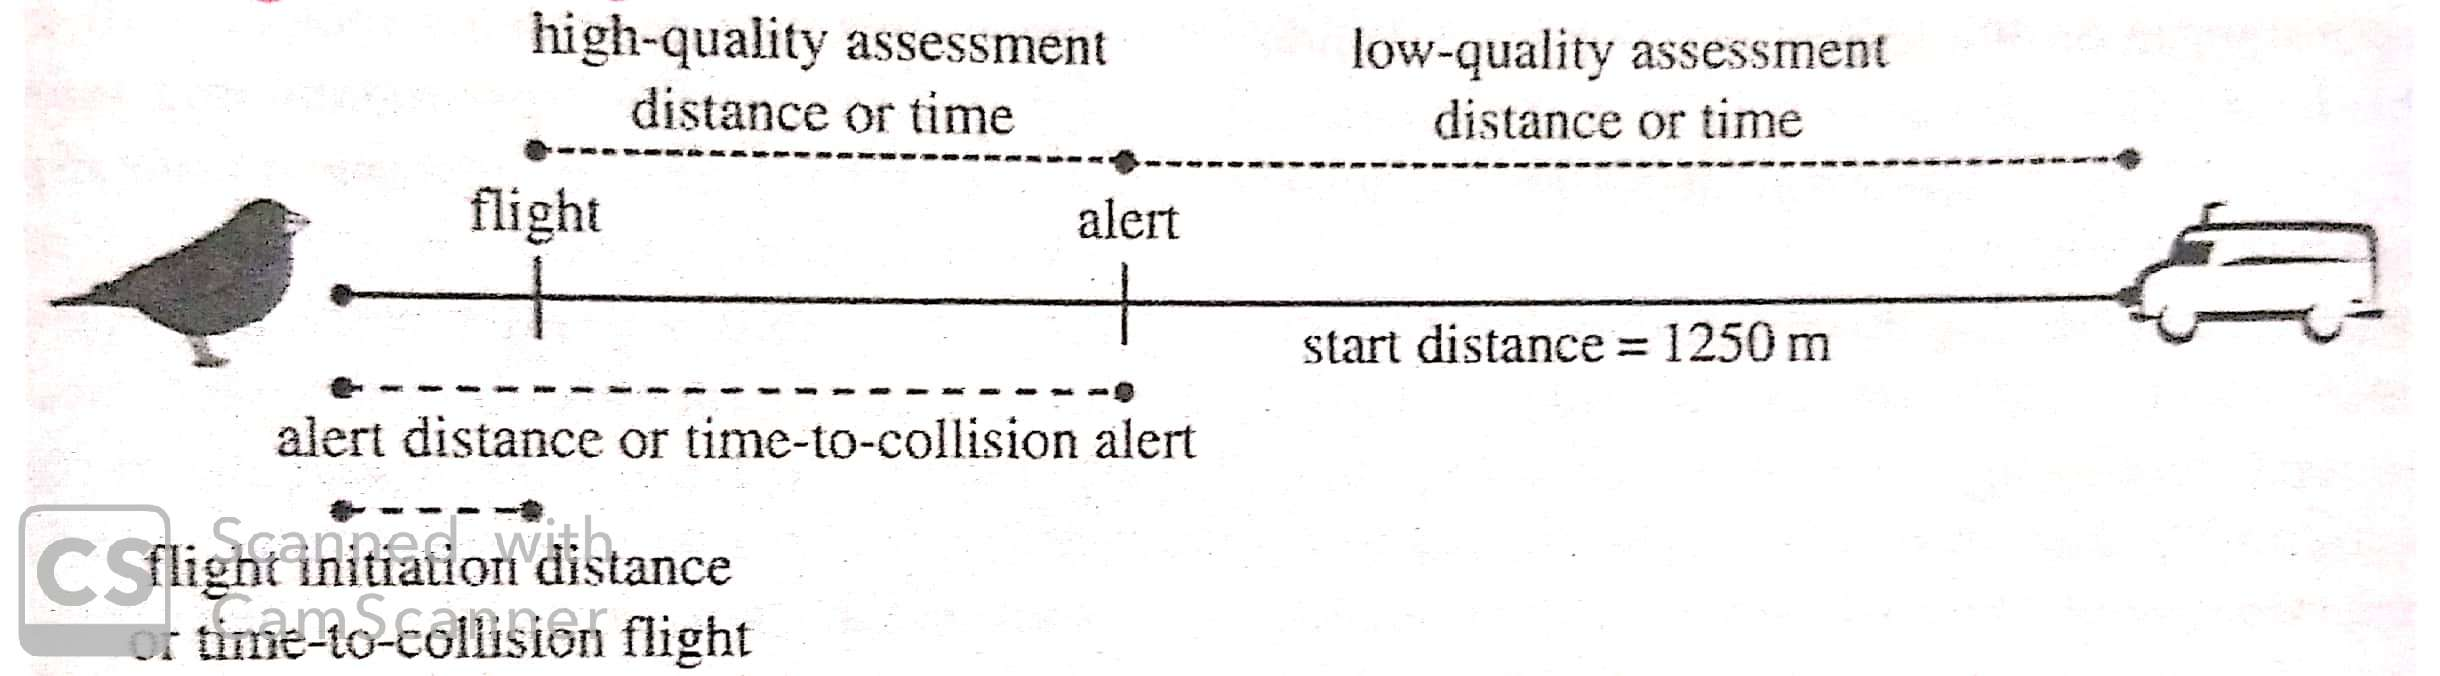 high-quality assessment
distance or time
low-quality assessment
distance or time
flight
alert
start distance = 1250 m
alert distance or time-to-collision alert
flight initiation distance
or time-to-collision flight
CS
Scanned with
CamScanner